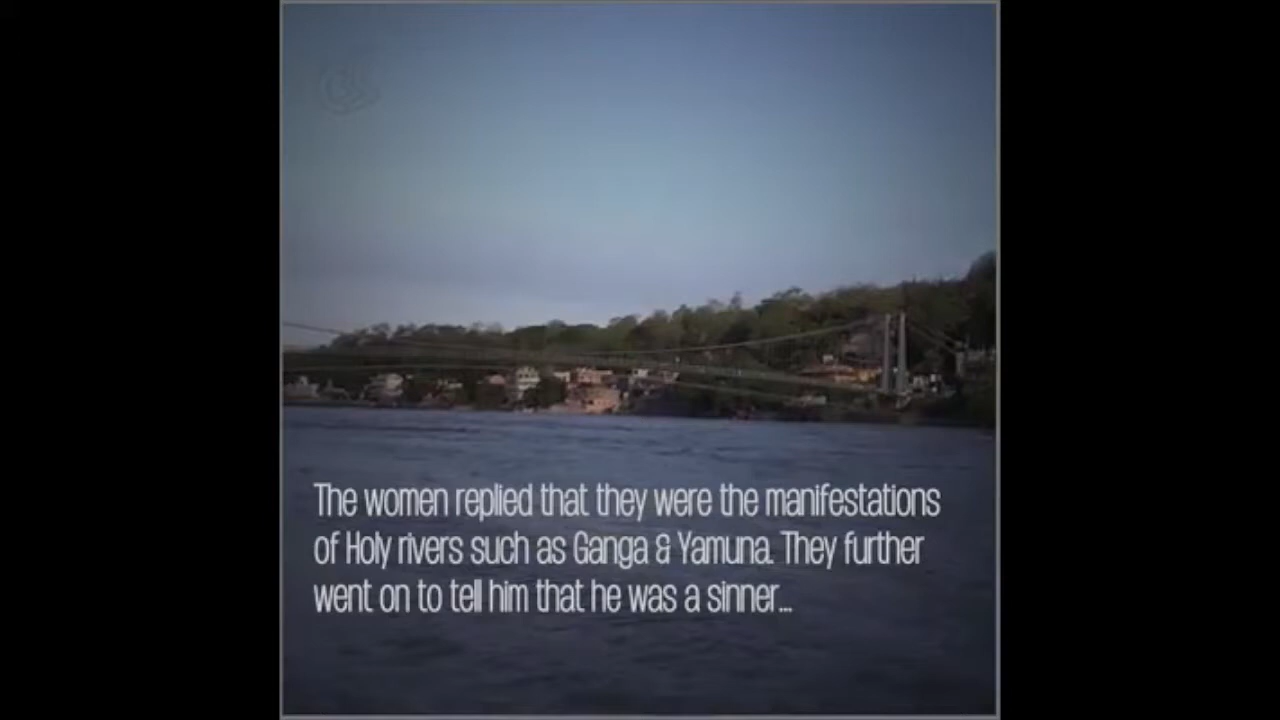 The women replied that they were the manifestations
of Holy rivers such as Ganga & Yamuna. They further
went on to tell him that he was a sinner...